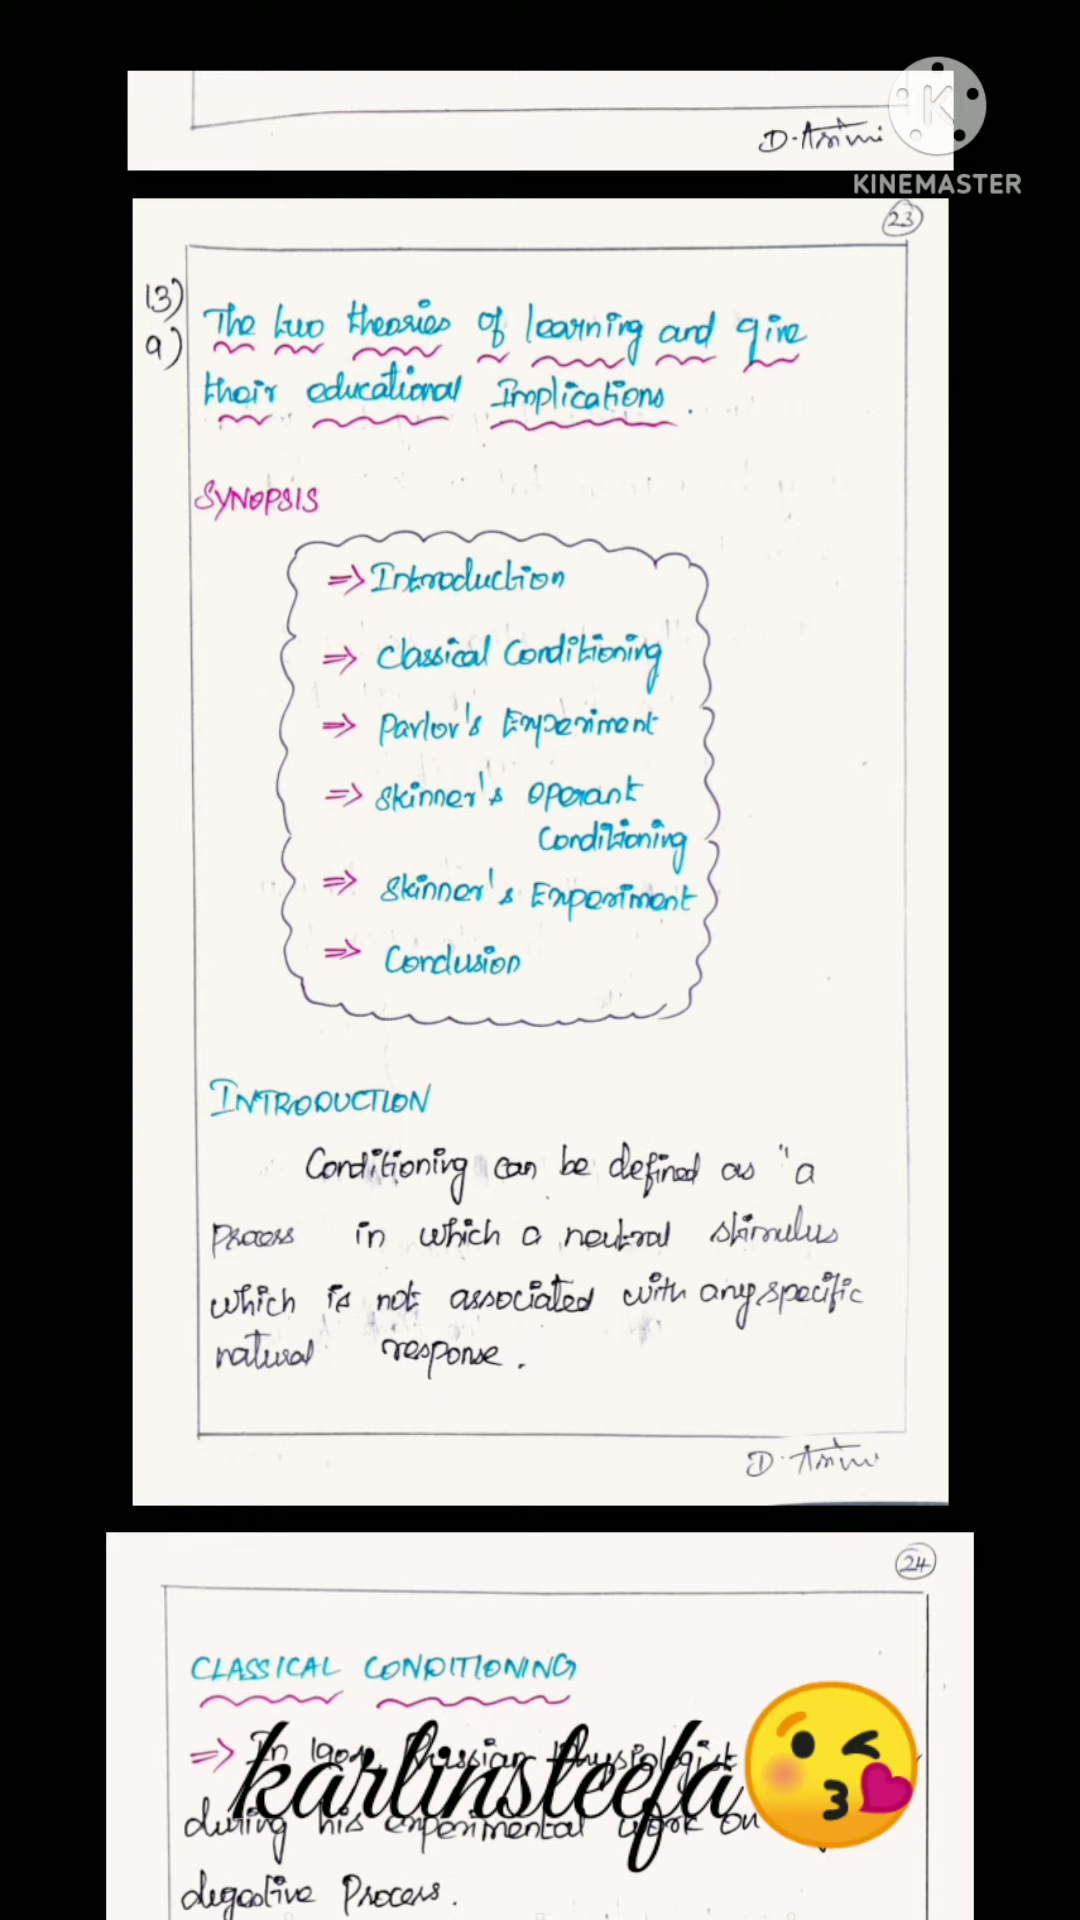 D. Asimi
KINEMASTER
23
13)
a)
The two theories of learning and give
their educational Implications.
SYNOPSIS
⇒ Introduction
⇒ Classical Conditioning
⇒ Pavlov's Experiment
⇒ Skinner's Operant
Conditioning
⇒ Skinner's Experiment
⇒ Conclusion
INTRODUCTION
Conditioning can be defined as "a
Process in which a neutral stimulus
which is not associated with any specific
natural response.
24
CLASSICAL CONDITIONING
⇒ In Russian Physiologist
karlinsteefa
during his experimental work on
digestive Process.